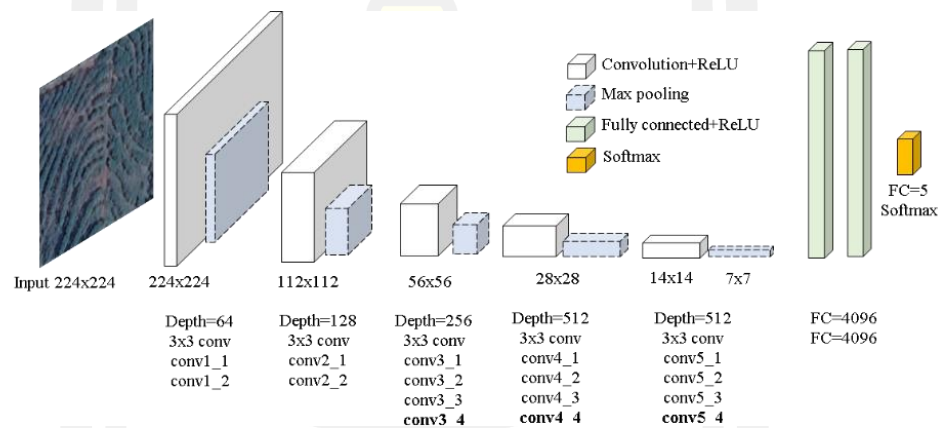 Convolution+ReLU
Max pooling
Fully connected+ReLU
Softmax
FC=5
Softmax
Input 224x224
224x224
112x112
56x56
28x28
14x14
7x7
Depth=64
3x3 conv
conv1_1
conv1_2
Depth=128
3x3 conv
conv2_1
conv2_2
Depth=256
3x3 conv
conv3_1
conv3_2
conv3_3
conv3_4
Depth=512
3x3 conv
conv4_1
conv4_2
conv4_3
conv4_4
Depth=512
3x3 conv
conv5_1
conv5_2
conv5_3
conv5_4
FC=4096
FC=4096